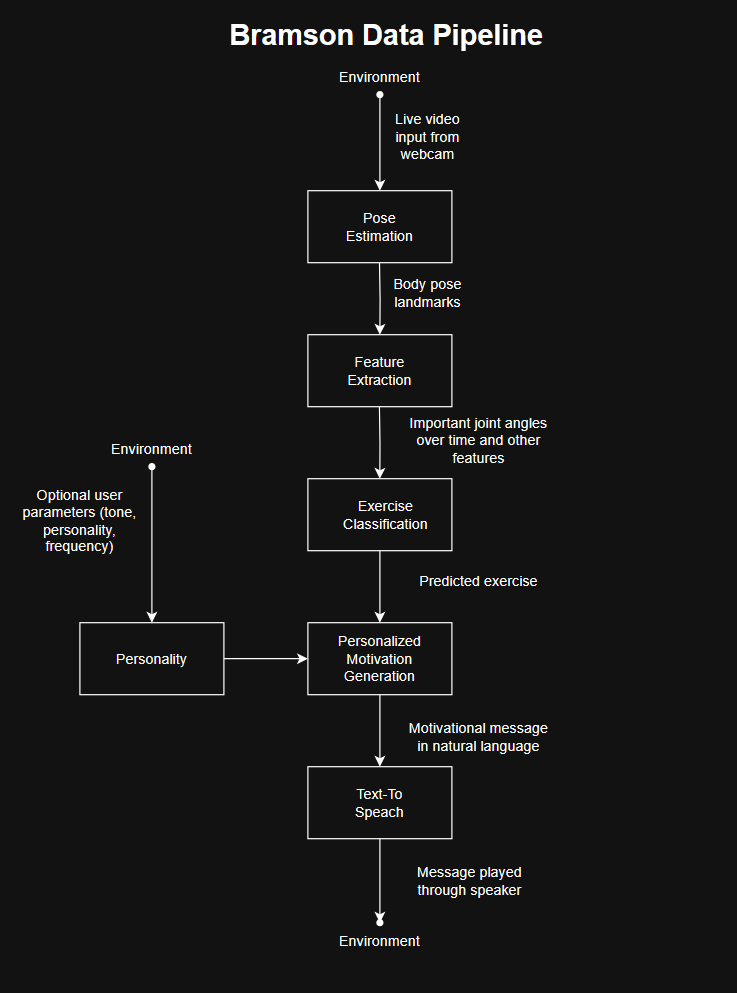 Bramson Data Pipeline
Environment
Live video
input from
webcam
Pose
Estimation
Body pose
landmarks
Feature
Extraction
Important joint angles
over time and other
features
Environment
Optional user
parameters (tone,
personality,
frequency)
Exercise
Classification
Predicted exercise
Personality
Personalized
Motivation
Generation
Motivational message
in natural language
Text-To
Speach
Message played
through speaker
Environment